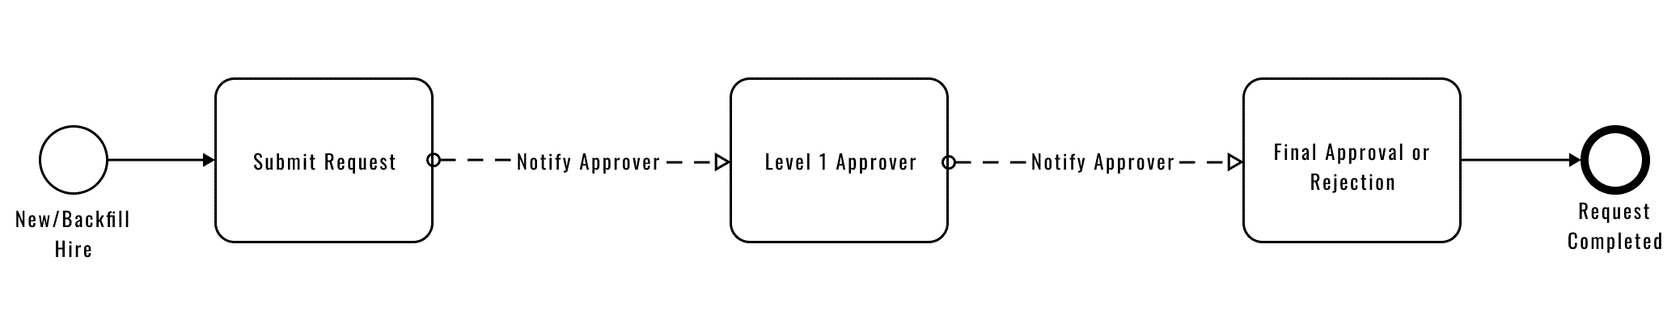 New/Backfill
Hire
Submit Request
Notify Approver
Level 1 Approver
Notify Approver
Final Approval or
Rejection
Request
Completed